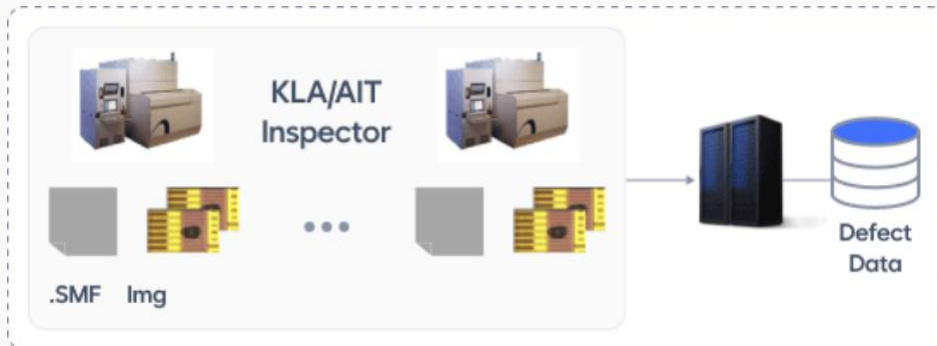 KLA/AIT
Inspector
.SMF Img
Defect
Data